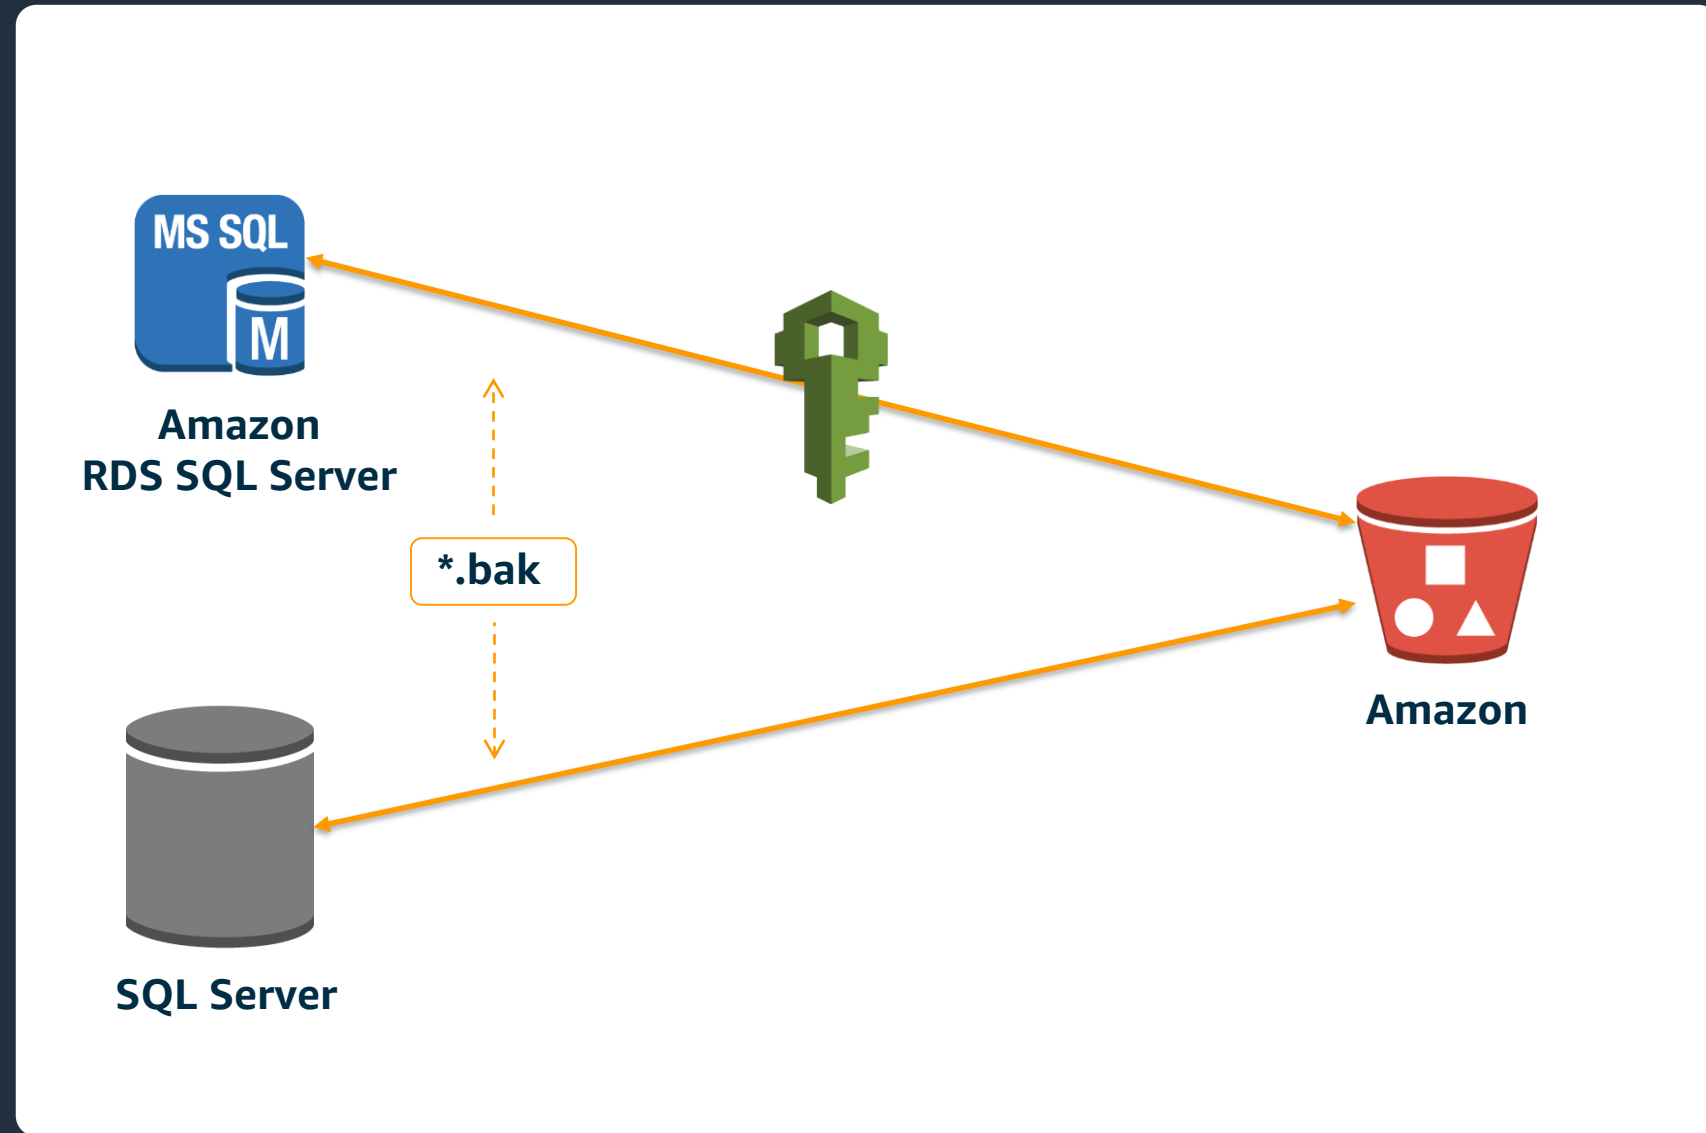 MS SQL
M
Amazon
RDS SQL Server
*.bak
Amazon
SQL Server